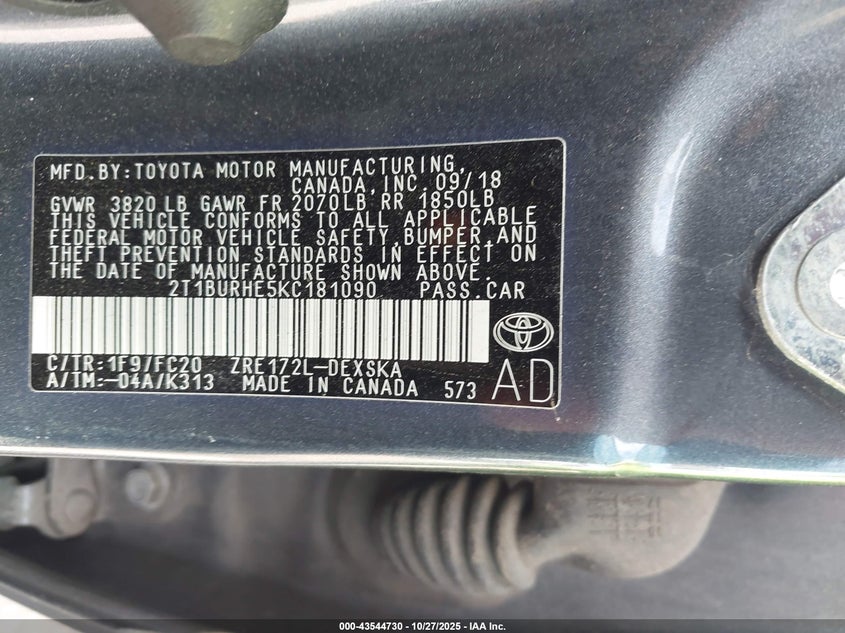 MFD.BY:TOYOTA MOTOR MANUFACTURING,
CANADA,INC.09/18
GVWR 3820 LB GAWR FR 2070LB RR 1850LB
THIS VEHICLE CONFORMS TO ALL APPLICABLE
FEDERAL MOTOR VEHICLE SAFETY,BUMPER,AND
THEFT PREVENTION STANDARDS IN EFFECT ON
THE DATE OF MANUFACTURE SHOWN ABOVE.
2T1BURHE5KC181090 PASS.CAR
C/TR:1F9/FC20 ZRE172L-DEXSKA
A/TM:-04A/K313 MADE IN CANADA 573 AD
000-43544730 | 10/27/2025 - IAA Inc.